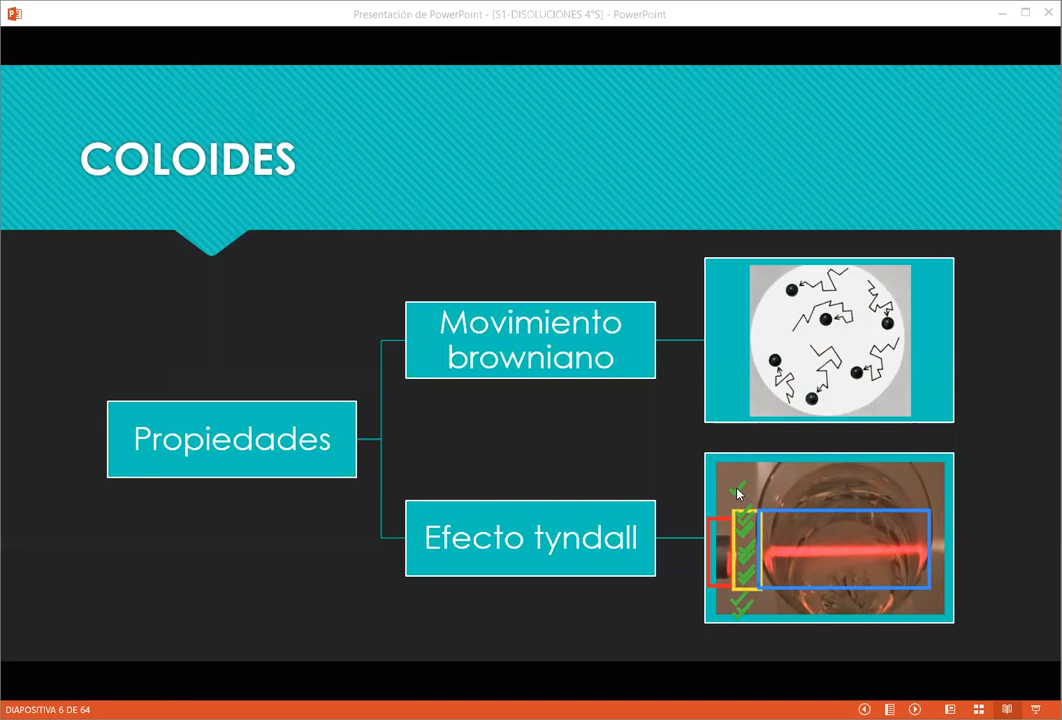 Presentación de PowerPoint - [S1-DISOLUCIONES 4°S] - PowerPoint
COLOIDES
Movimiento
browniano
Propiedades
Efecto tyndall
DIAPOSITIVA 6 DE 64